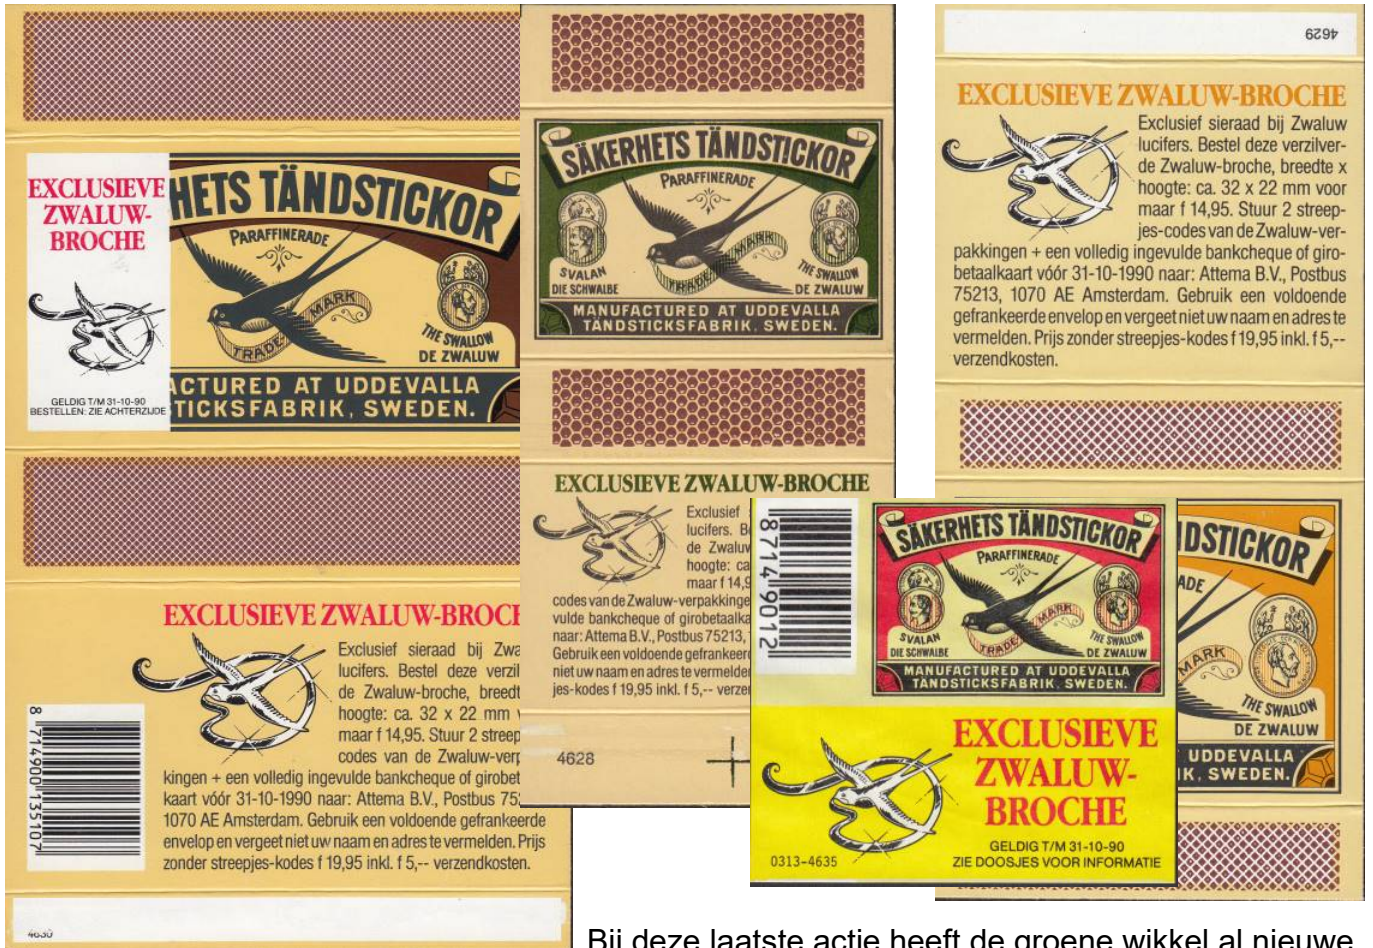 EXCLUSIEVE
ZWALUW-
BROCHE
GELDIG T/M 31-10-90
BESTELLEN: ZIE ACHTERZIJDE
HETS TÄNDSTICKOR
PARAFFINERADE
TRADE MARK
THE SWALLOW
DE ZWALUW
ACTURED AT UDDEVALLA
TICKSFABRIK, SWEDEN.
EXCLUSIEVE ZWALUW-BROCH
Exclusief sieraad bij Zwa
lucifers. Bestel deze verzil
de Zwaluw-broche, breedt
hoogte: ca. 32 x 22 mm
maar f 14,95. Stuur 2 streep
codes van de Zwaluw-verp
kingen + een volledig ingevulde bankcheque of girobet
kaart vóór 31-10-1990 naar: Attema B.V., Postbus 75
1070 AE Amsterdam. Gebruik een voldoende gefrankeerde
envelop en vergeet niet uw naam en adres te vermelden. Prijs
zonder streepjes-kodes f 19,95 inkl. f 5,-- verzendkosten.
8 714900 135107
SÄKERHETS TÄNDSTICKOR
PARAFFINERADE
SVALAN
DIE SCHWALBE
TRADE MARK
THE SWALLOW
DE ZWALUW
MANUFACTURED AT UDDEVALLA
TÄNDSTICKSFABRIK. SWEDEN.
EXCLUSIEVE ZWALUW-BROCHE
Exclusief
lucifers. B
de Zwaluw
hoogte: ca
maar f 14,9
codes van de Zwaluw-verpakkinge
vulde bankcheque of girobetaalka
naar: Attema B.V., Postbus 75213,
Gebruik een voldoende gefrankeerd
niet uw naam en adres te vermelden
jes-kodes f 19,95 inkl. f 5,-- verzen
4628
8714 9012
SÄKERHETS TÄNDSTICKOR
PARAFFINERADE
SVALAN
DIE SCHWALBE
TRADE MARK
THE SWALLOW
DE ZWALUW
MANUFACTURED AT UDDEVALLA
TÄNDSTICKSFABRIK. SWEDEN.
EXCLUSIEVE
ZWALUW-
BROCHE
GELDIG T/M 31-10-90
ZIE DOOSJES VOOR INFORMATIE
0313-4635
4629
EXCLUSIEVE ZWALUW-BROCHE
Exclusief sieraad bij Zwaluw
lucifers. Bestel deze verzilver-
de Zwaluw-broche, breedte x
hoogte: ca. 32 x 22 mm voor
maar f 14,95. Stuur 2 streep-
jes-codes van de Zwaluw-ver-
pakkingen + een volledig ingevulde bankcheque of giro-
betaalkaart vóór 31-10-1990 naar: Attema B.V., Postbus
75213, 1070 AE Amsterdam. Gebruik een voldoende
gefrankeerde envelop en vergeet niet uw naam en adres te
vermelden. Prijs zonder streepjes-kodes f 19,95 inkl. f 5,--
verzendkosten.
DSTICKOR
ADE
MARK
THE SWALLOW
DE ZWALUW
UDDEVALLA
IK. SWEDEN.
Bij deze laatste actie heeft de groene wikkel al nieuwe